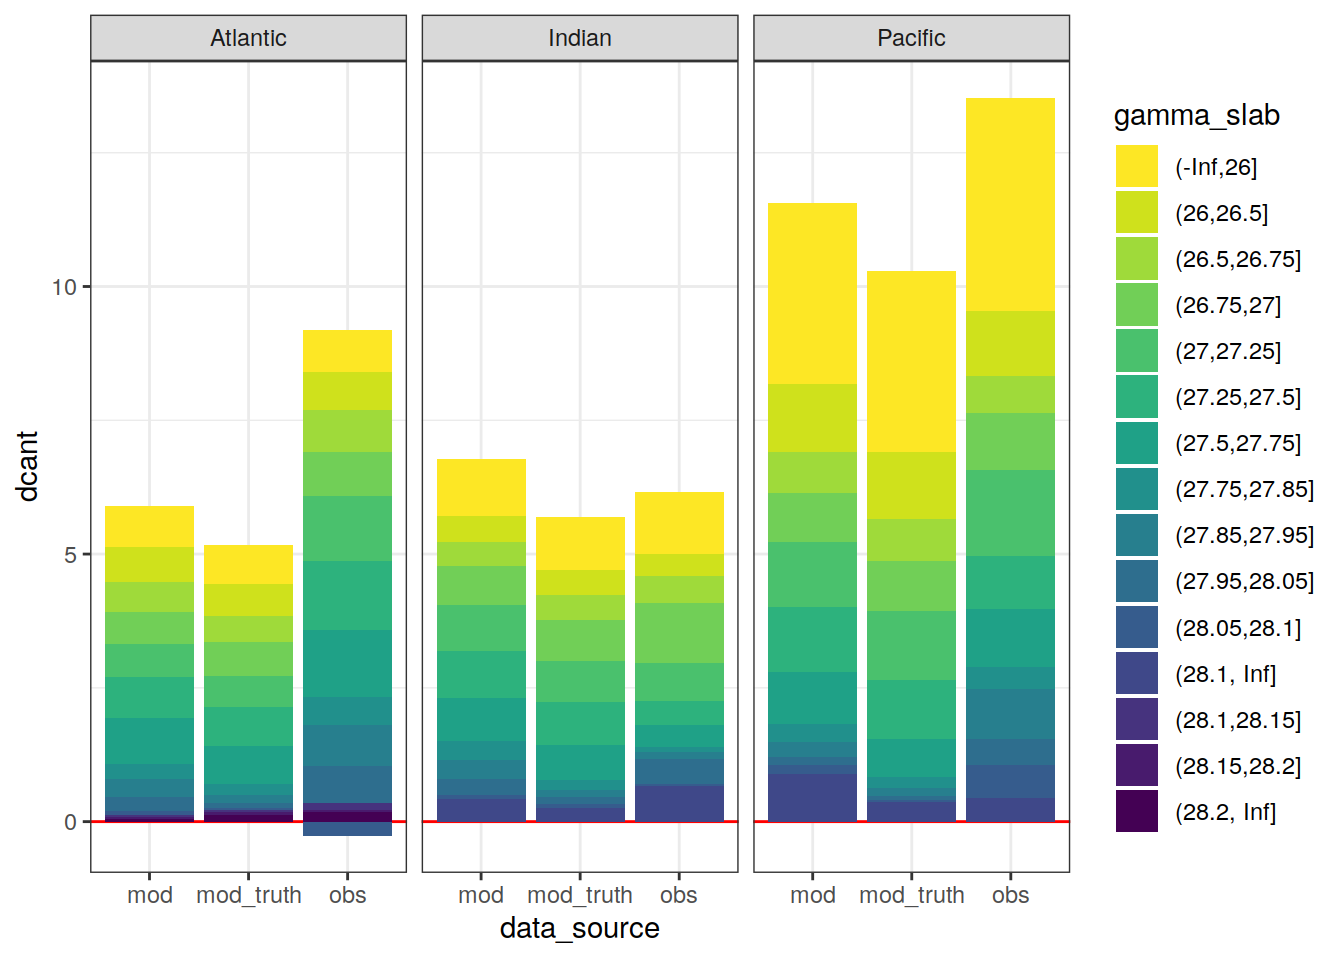 Atlantic Indian Pacific
gamma_slab
(-Inf,26]
(26,26.5]
(26.5,26.75]
(26.75,27]
(27,27.25]
(27.25,27.5]
(27.5,27.75]
(27.75,27.85]
(27.85,27.95]
(27.95,28.05]
(28.05,28.1]
(28.1, Inf]
(28.1,28.15]
(28.15,28.2]
(28.2, Inf]
dcant
10
5
0
mod mod_truth obs mod mod_truth obs mod mod_truth obs
data_source